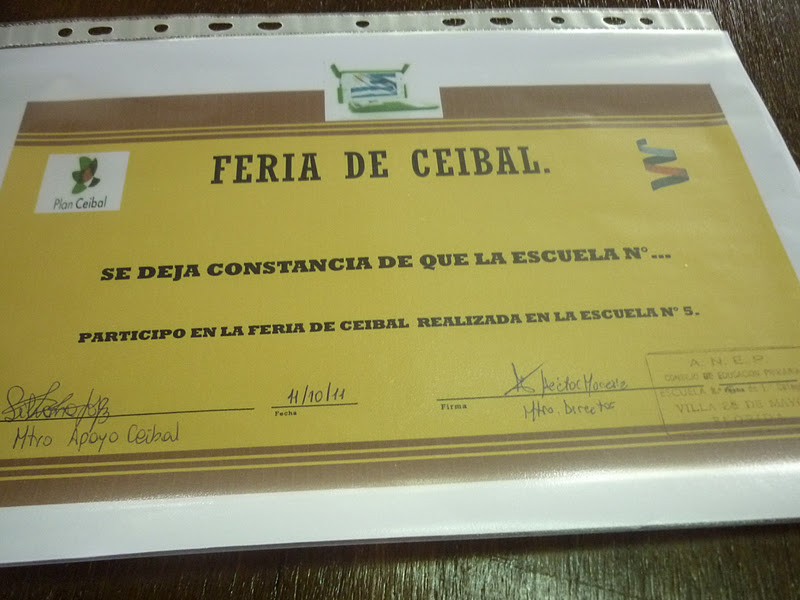 FERIA DE CEIBAL.
Plan Ceibal
SE DEJA CONSTANCIA DE QUE LA ESCUELA N°...
PARTICIPO EN LA FERIA DE CEIBAL REALIZADA EN LA ESCUELA N° 5.
11/10/11
Fecha
Mtro Apoyo Ceibal
Firma
Mtro. Director
A.N.E.P.
ESCUELA N.°
VILLA 25 DE MAYO